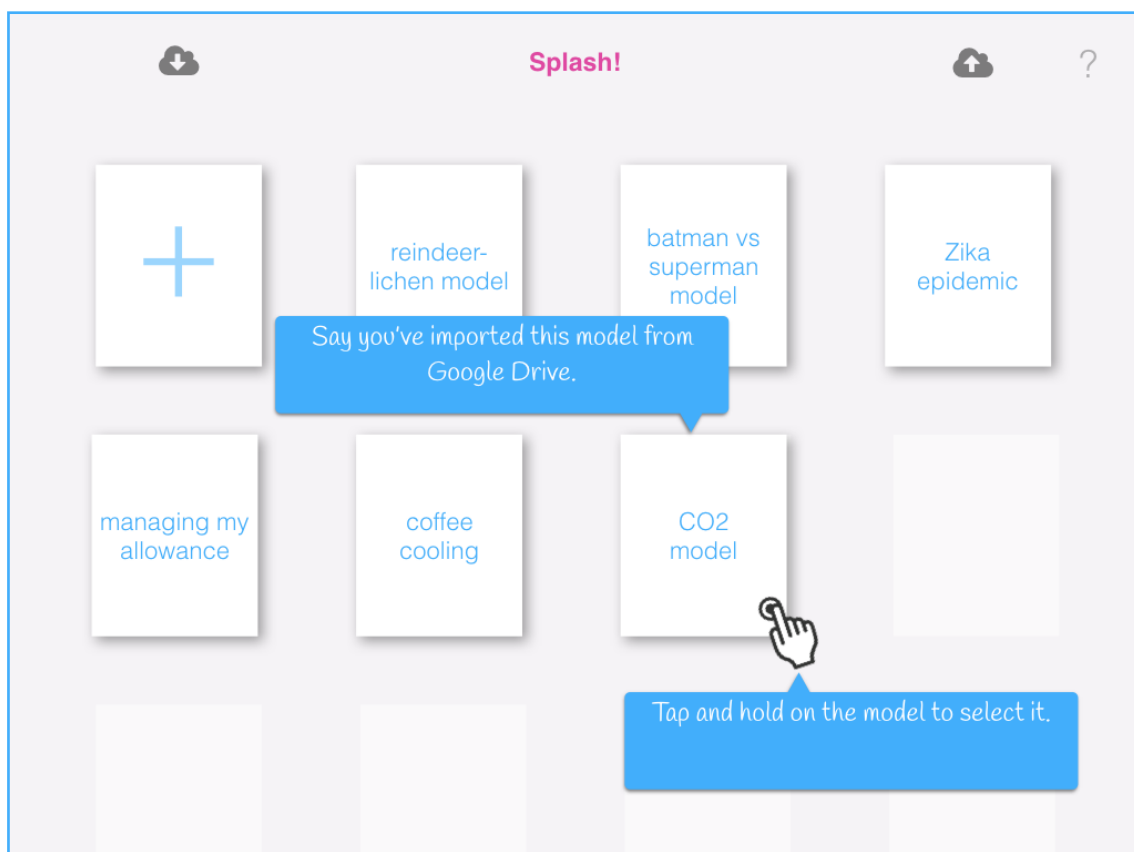 Splash!
?
reindeer-
lichen model
batman vs
superman
model
Zika
epidemic
Say you've imported this model from
Google Drive.
managing my
allowance
coffee
cooling
CO2
model
Tap and hold on the model to select it.